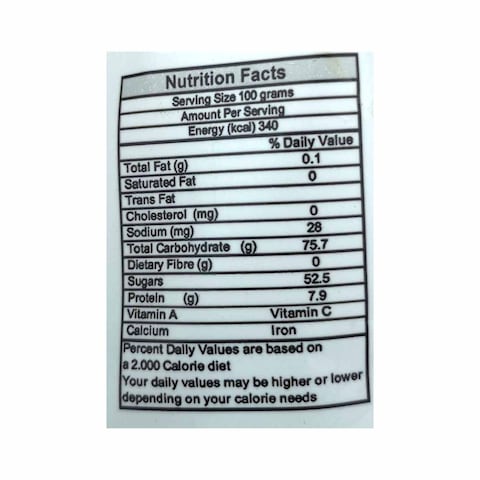 Nutrition Facts
Serving Size 100 grams
Amount Per Serving
Energy (kcal) 340
% Daily Value
Total Fat (g) 0.1
Saturated Fat 0
Trans Fat
Cholesterol (mg) 0
Sodium (mg) 28
Total Carbohydrate (g) 75.7
Dietary Fibre (g) 0
Sugars 52.5
Protein (g) 7.9
Vitamin A Vitamin C
Calcium Iron
Percent Daily Values are based on
a 2.000 Calorie diet
Your daily values may be higher or lower
depending on your calorie needs